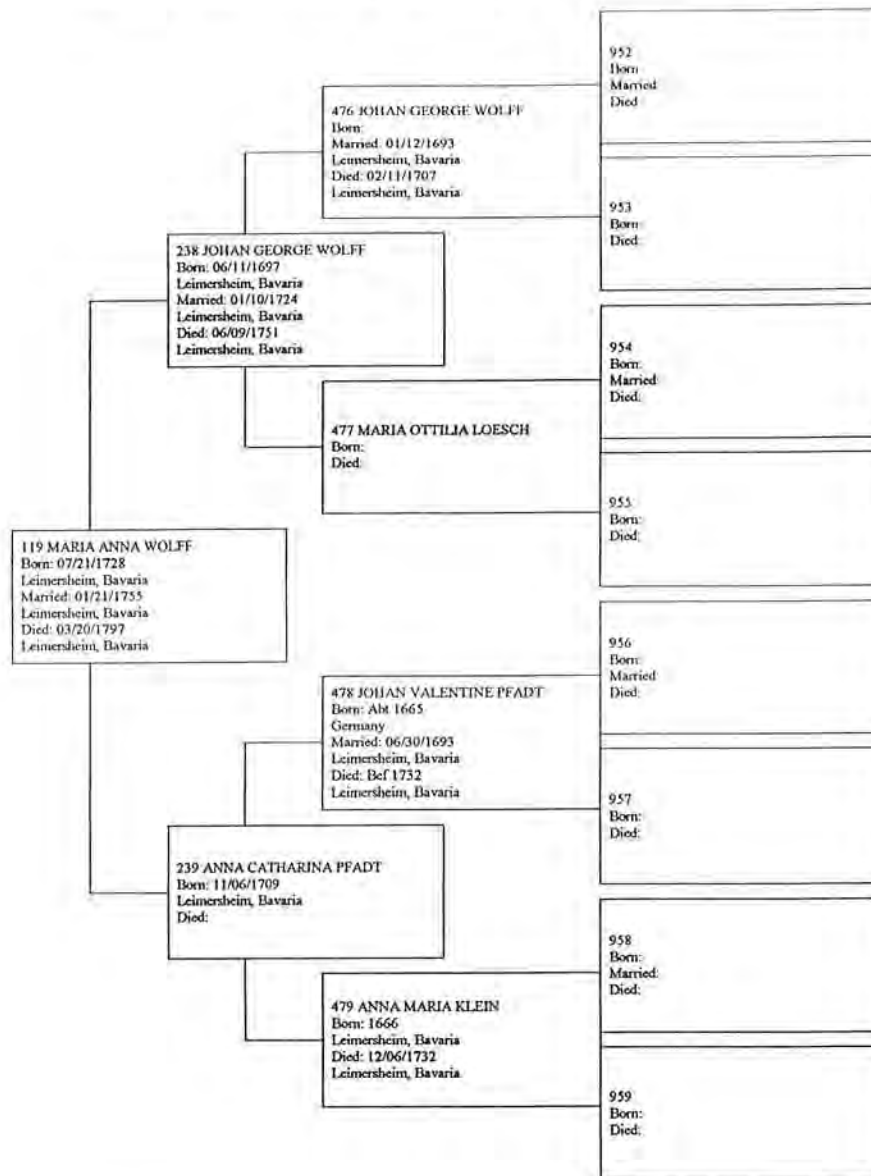 952
Born
Married:
Died
476 JOHAN GEORGE WOLFF
Born:
Married: 01/12/1693
Leimersheim, Bavaria
Died: 02/11/1707
Leimersheim, Bavaria
953
Born:
Died:
238 JOHAN GEORGE WOLFF
Born: 06/11/1697
Leimersheim, Bavaria
Married: 01/10/1724
Leimersheim, Bavaria
Died: 06/09/1751
Leimersheim, Bavaria
954
Born:
Married:
Died:
477 MARIA OTTILIA LOESCH
Born:
Died:
955
Born:
Died:
119 MARIA ANNA WOLFF
Born: 07/21/1728
Leimersheim, Bavaria
Married: 01/21/1755
Leimersheim, Bavaria
Died: 03/20/1797
Leimersheim, Bavaria
956
Born:
Married
Died:
478 JOHAN VALENTINE PFADT
Born: Abt 1665
Germany
Married: 06/30/1693
Leimersheim, Bavaria
Died: Bef 1732
Leimersheim, Bavaria
957
Born:
Died:
239 ANNA CATHARINA PFADT
Born: 11/06/1709
Leimersheim, Bavaria
Died:
958
Born:
Married:
Died:
479 ANNA MARIA KLEIN
Born: 1666
Leimersheim, Bavaria
Died: 12/06/1732
Leimersheim, Bavaria
959
Born:
Died: